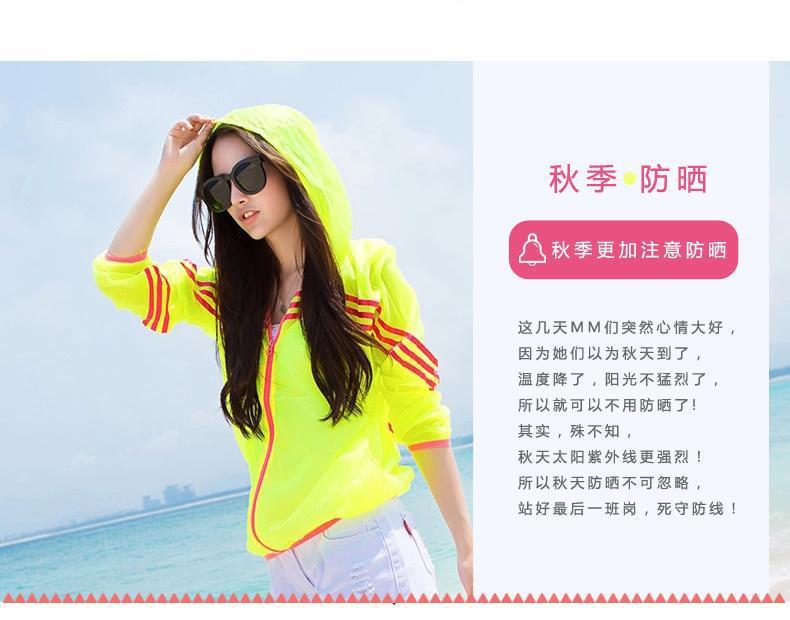 秋季•防晒
秋季更加注意防晒
这几天MM们突然心情大好，
因为她们以为秋天到了，
温度降了，阳光不猛烈了，
所以就可以不用防晒了!
其实，殊不知，
秋天太阳紫外线更强烈！
所以秋天防晒不可忽略，
站好最后一班岗，死守防线！